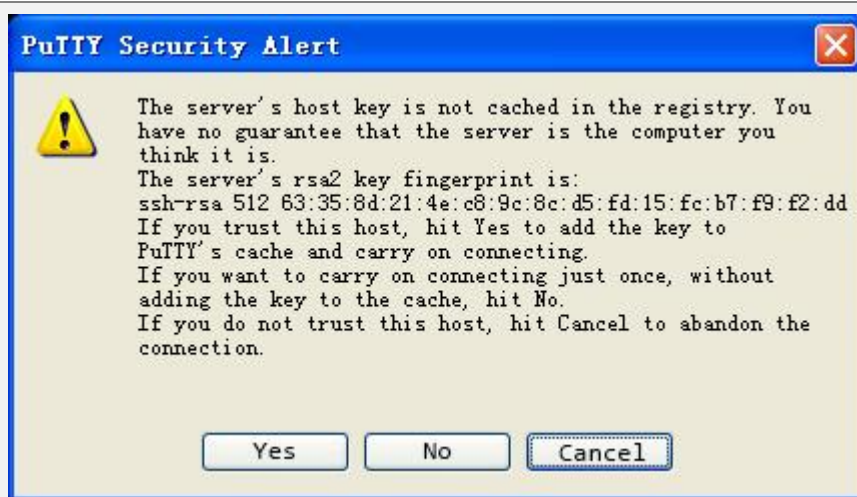 PuTTY Security Alert
The server's host key is not cached in the registry. You
have no guarantee that the server is the computer you
think it is.
The server's rsa2 key fingerprint is:
ssh-rsa 512 63:35:8d:21:4e:c8:9c:8c:d5:fd:15:fc:b7:f9:f2:dd
If you trust this host, hit Yes to add the key to
PuTTY's cache and carry on connecting.
If you want to carry on connecting just once, without
adding the key to the cache, hit No.
If you do not trust this host, hit Cancel to abandon the
connection.
Yes No Cancel